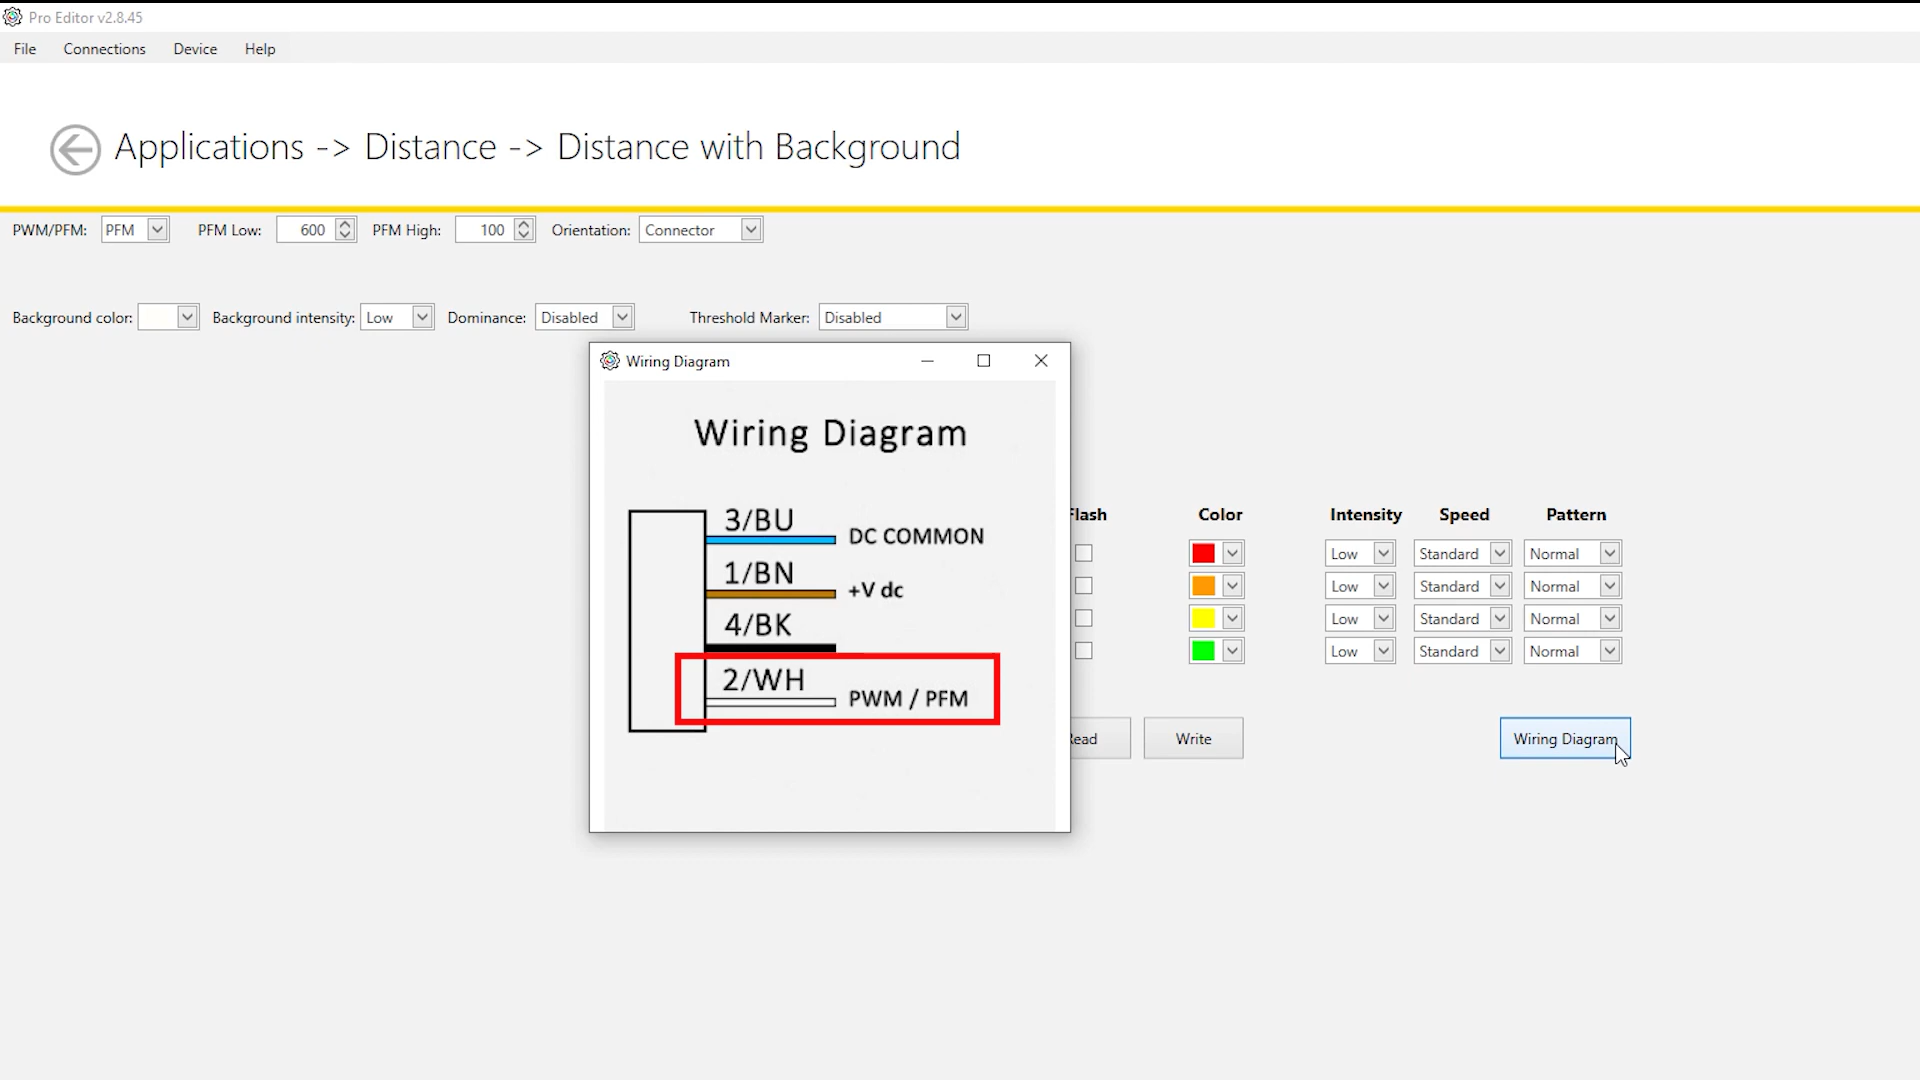 Pro Editor v2.8.45
File Connections Device Help
Applications -> Distance -> Distance with Background
PWM/PFM: PFM PFM Low: 600 PFM High: 100 Orientation: Connector
Background color: Background intensity: Low Dominance: Disabled Threshold Marker: Disabled
Wiring Diagram
Wiring Diagram
3/BU DC COMMON
1/BN +V dc
4/BK
2/WH PWM / PFM
Flash Color Intensity Speed Pattern
Low Standard Normal
Low Standard Normal
Low Standard Normal
Low Standard Normal
Read Write Wiring Diagram